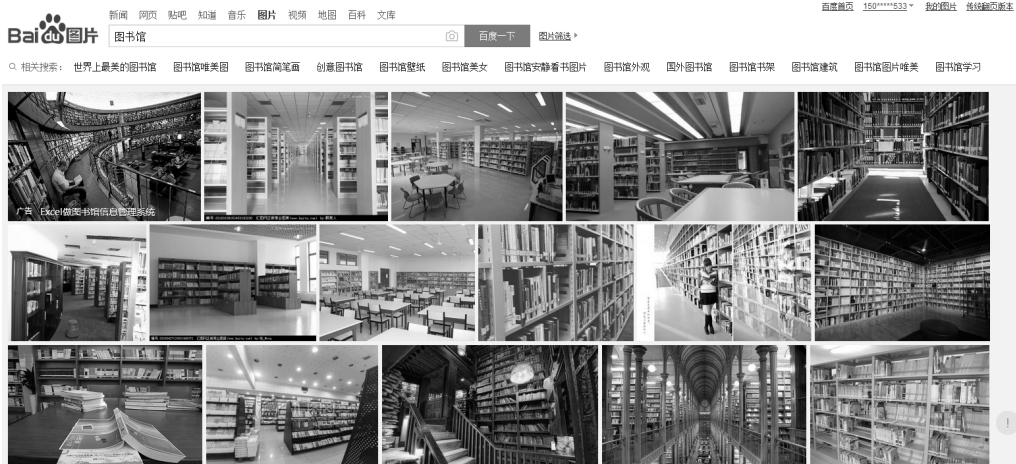 百度首页 150*****533 我的图片 传统翻页版本
新闻 网页 贴吧 知道 音乐 图片 视频 地图 百科 文库
Bai du 图片
图书馆 百度一下 图片筛选
相关搜索： 世界上最美的图书馆 图书馆唯美图 图书馆简笔画 创意图书馆 图书馆壁纸 图书馆美女 图书馆安静看书图片 图书馆外观 国外图书馆 图书馆书架 图书馆建筑 图书馆图片唯美 图书馆学习
广告 Excel做图书馆信息管理系统